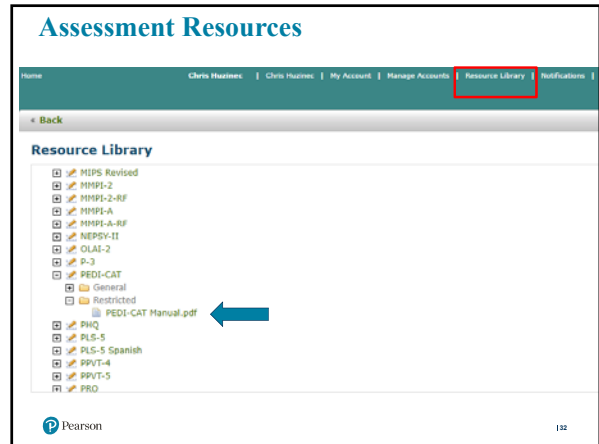 Assessment Resources
Home Chris Huzinec | Chris Huzinec | My Account | Manage Accounts | Resource Library | Notifications |
« Back
Resource Library
MIPS Revised
MMPI-2
MMPI-2-RF
MMPI-A
MMPI-A-RF
NEPSY-II
OLAI-2
P-3
PEDI-CAT
General
Restricted
PEDI-CAT Manual.pdf
PHQ
PLS-5
PLS-5 Spanish
PPVT-4
PPVT-5
PRO
Pearson
|32